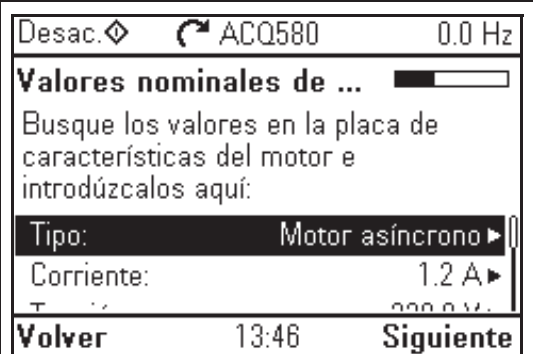 Desac. ACQ580 0.0 Hz
Valores nominales de ...
Busque los valores en la placa de
características del motor e
introdúzcalos aquí:
Tipo: Motor asíncrono
Corriente: 1.2 A
Volver 13:46 Siguiente